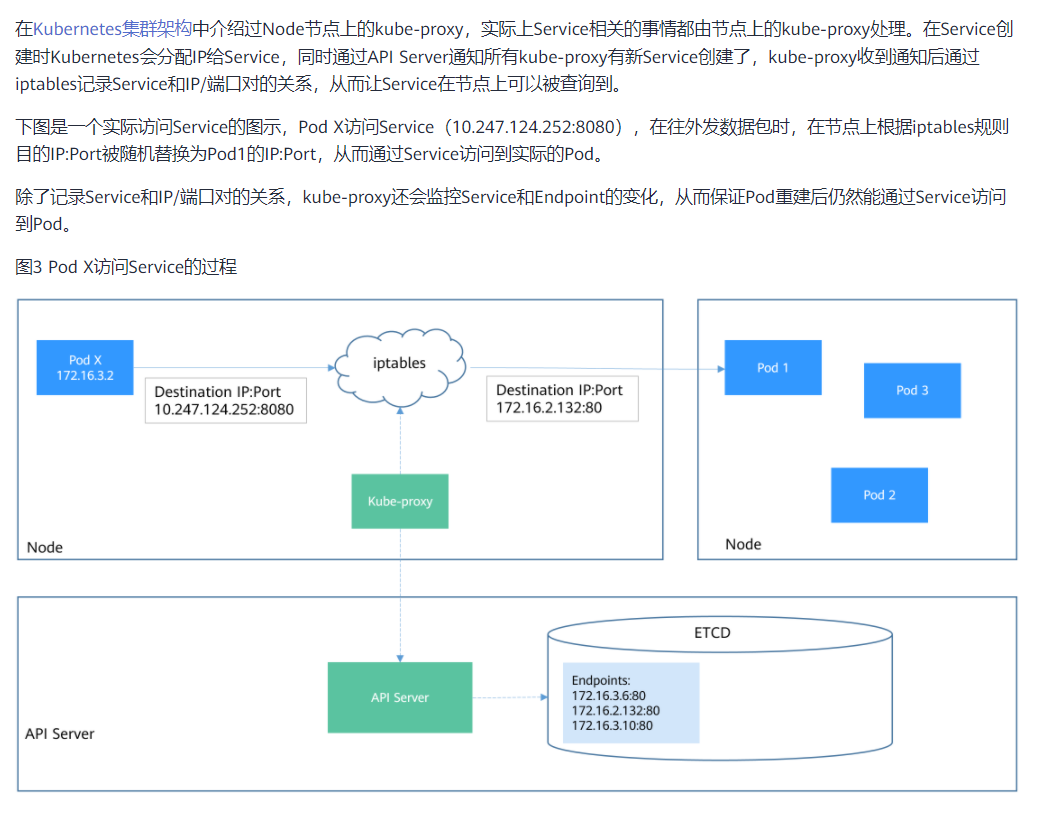 在Kubernetes集群架构中介绍过Node节点上的kube-proxy，实际上Service相关的事情都由节点上的kube-proxy处理。在Service创
建时Kubernetes会分配IP给Service，同时通过API Server通知所有kube-proxy有新Service创建了，kube-proxy收到通知后通过
iptables记录Service和IP/端口对的关系，从而让Service在节点上可以被查询到。
下图是一个实际访问Service的图示，Pod X访问Service（10.247.124.252:8080），在往外发数据包时，在节点上根据iptables规则
目的IP:Port被随机替换为Pod1的IP:Port，从而通过Service访问到实际的Pod。
除了记录Service和IP/端口对的关系，kube-proxy还会监控Service和Endpoint的变化，从而保证Pod重建后仍然能通过Service访问
到Pod。
图3 Pod X访问Service的过程
Pod X
172.16.3.2
Destination IP:Port
10.247.124.252:8080
iptables
Destination IP:Port
172.16.2.132:80
Kube-proxy
Node
Pod 1
Pod 3
Pod 2
Node
API Server
ETCD
Endpoints:
172.16.3.6:80
172.16.2.132:80
172.16.3.10:80
API Server